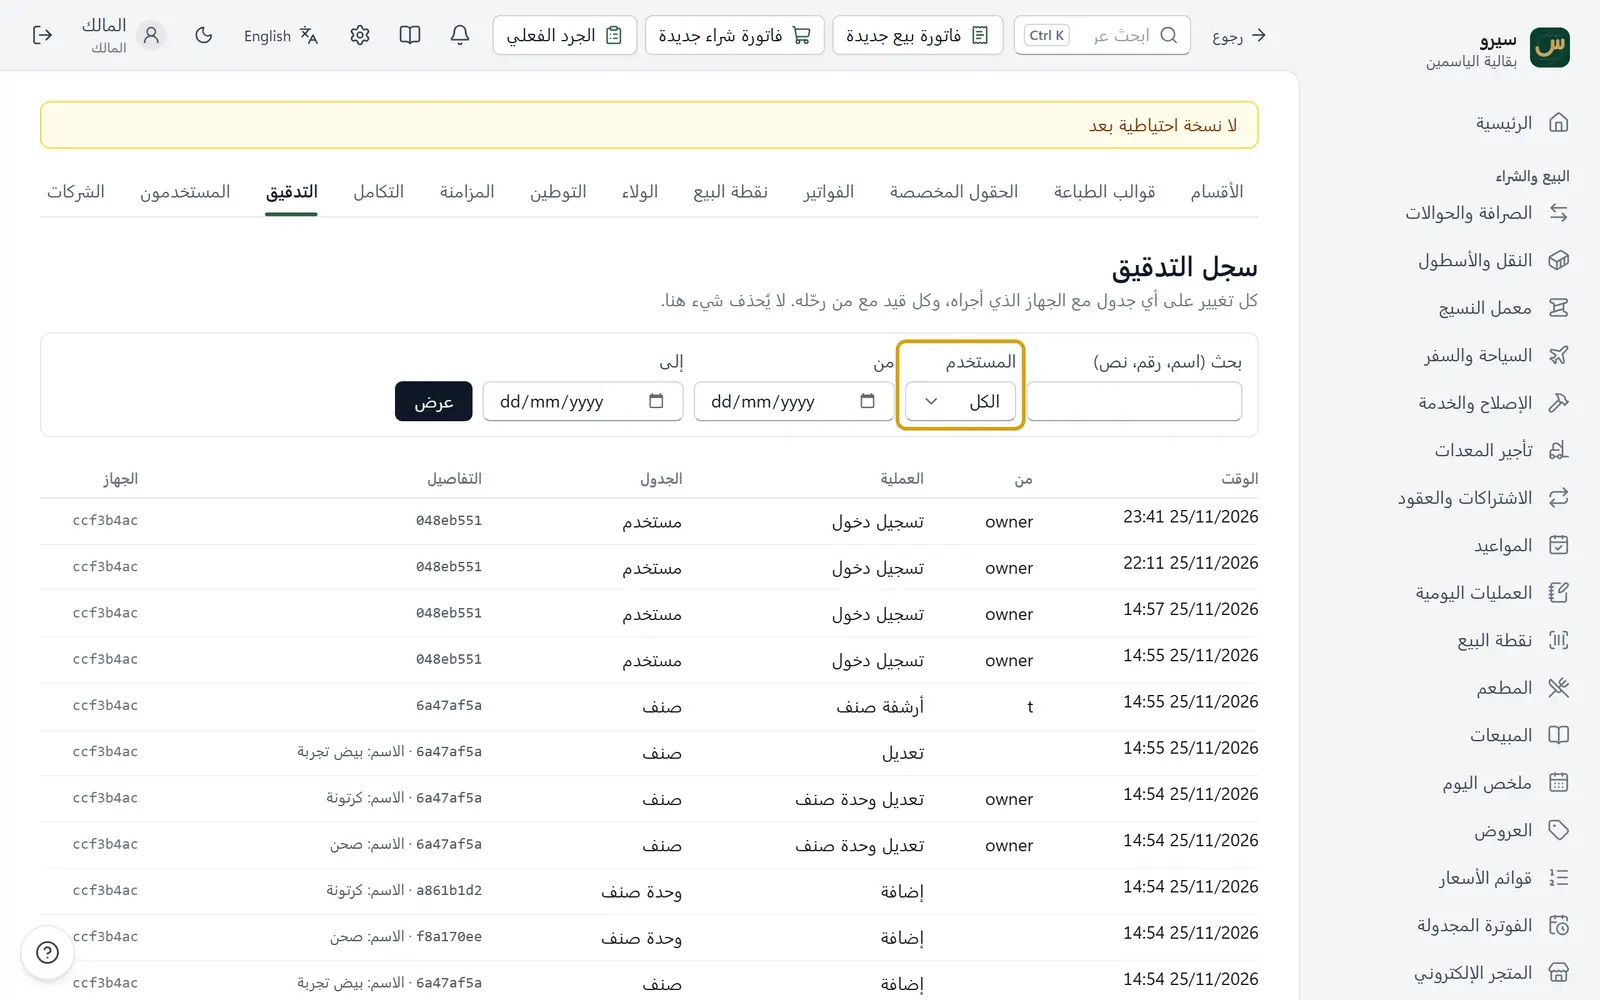 سيرو
بقالية الياسمين
رجوع
ابحث عر
Ctrl K
فاتورة بيع جديدة
فاتورة شراء جديدة
الجرد الفعلي
English
المالك
المالك
الرئيسية
البيع والشراء
الصرافة والحوالات
النقل والأسطول
معمل النسيج
السياحة والسفر
الإصلاح والخدمة
تأجير المعدات
الاشتراكات والعقود
المواعيد
العمليات اليومية
نقطة البيع
المطعم
المبيعات
ملخص اليوم
العروض
قوائم الأسعار
الفوترة المجدولة
المتجر الإلكتروني
لا نسخة احتياطية بعد
الأقسام قوالب الطباعة الحقول المخصصة الفواتير نقطة البيع الولاء التوطين المزامنة التكامل التدقيق المستخدمون الشركات
سجل التدقيق
كل تغيير على أي جدول مع الجهاز الذي أجراه، وكل قيد مع من رحّله. لا يُحذف شيء هنا.
بحث (اسم، رقم، نص) المستخدم من إلى
الكل dd/mm/yyyy dd/mm/yyyy عرض
الوقت من العملية الجدول التفاصيل الجهاز
25/11/2026 23:41 owner تسجيل دخول مستخدم 048eb551 ccf3b4ac
25/11/2026 22:11 owner تسجيل دخول مستخدم 048eb551 ccf3b4ac
25/11/2026 14:57 owner تسجيل دخول مستخدم 048eb551 ccf3b4ac
25/11/2026 14:55 owner تسجيل دخول مستخدم 048eb551 ccf3b4ac
25/11/2026 14:55 t أرشفة صنف صنف 6a47af5a ccf3b4ac
25/11/2026 14:55 تعديل صنف 6a47af5a · الاسم: بيض تجربة ccf3b4ac
25/11/2026 14:54 owner تعديل وحدة صنف صنف 6a47af5a · الاسم: كرتونة ccf3b4ac
25/11/2026 14:54 owner تعديل وحدة صنف صنف 6a47af5a · الاسم: صحن ccf3b4ac
25/11/2026 14:54 إضافة وحدة صنف a861b1d2 · الاسم: كرتونة ccf3b4ac
25/11/2026 14:54 إضافة وحدة صنف f8a170ee · الاسم: صحن ccf3b4ac
25/11/2026 14:54 إضافة صنف 6a47af5a · الاسم: بيض تجربة ccf3b4ac